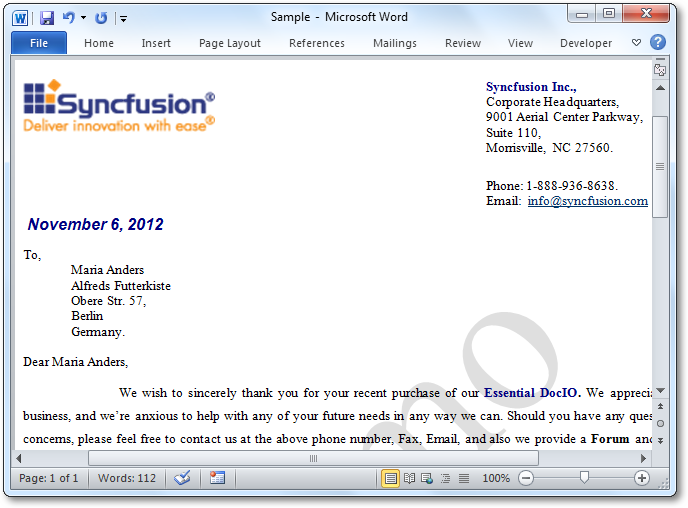 Sample - Microsoft Word
File Home Insert Page Layout References Mailings Review View Developer
Syncfusion®
Deliver innovation with ease®
Syncfusion Inc.,
Corporate Headquarters,
9001 Aerial Center Parkway,
Suite 110,
Morrisville, NC 27560.
Phone: 1-888-936-8638.
Email: info@syncfusion.com
November 6, 2012
To,
Maria Anders
Alfreds Futterkiste
Obere Str. 57,
Berlin
Germany.
Dear Maria Anders,
We wish to sincerely thank you for your recent purchase of our Essential DocIO. We
business, and we're anxious to help with any of your future needs in any way we can. Should you have any
concerns, please feel free to contact us at the above phone number, Fax, Email, and also we provide a Forum
Page: 1 of 1 Words: 112 100%